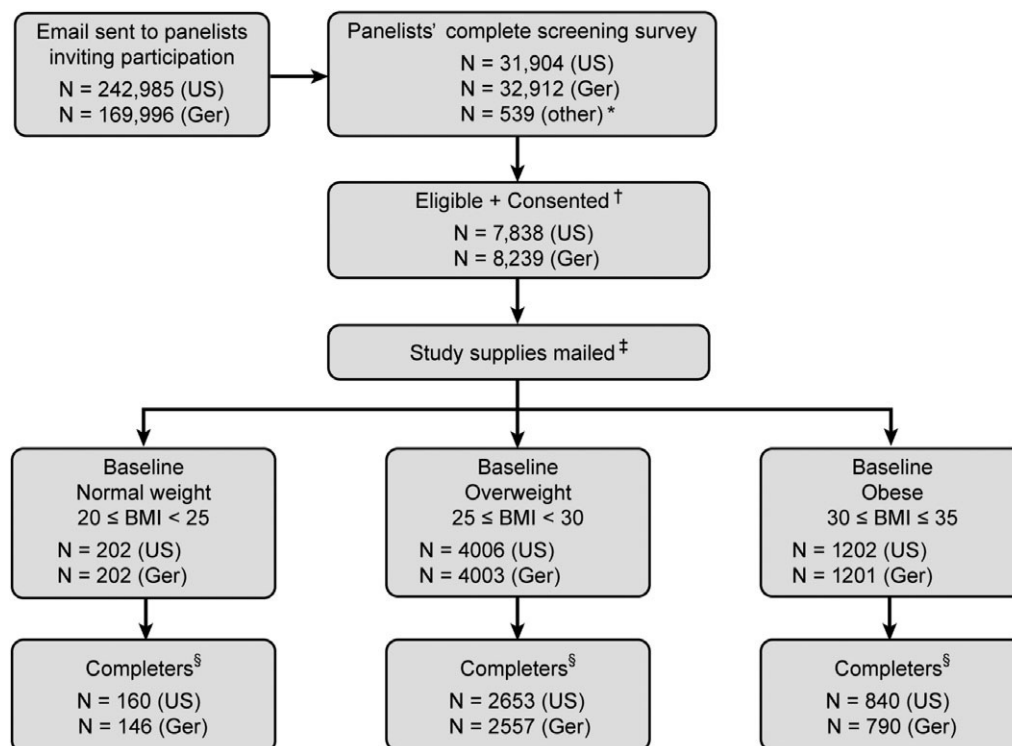 Email sent to panelists
inviting participation
N = 242,985 (US)
N = 169,996 (Ger)
Panelists' complete screening survey
N = 31,904 (US)
N = 32,912 (Ger)
N = 539 (other) *
Eligible + Consented †
N = 7,838 (US)
N = 8,239 (Ger)
Study supplies mailed ‡
Baseline
Normal weight
20 ≤ BMI < 25
N = 202 (US)
N = 202 (Ger)
Baseline
Overweight
25 ≤ BMI < 30
N = 4006 (US)
N = 4003 (Ger)
Baseline
Obese
30 ≤ BMI ≤ 35
N = 1202 (US)
N = 1201 (Ger)
Completers§
N = 160 (US)
N = 146 (Ger)
Completers§
N = 2653 (US)
N = 2557 (Ger)
Completers§
N = 840 (US)
N = 790 (Ger)